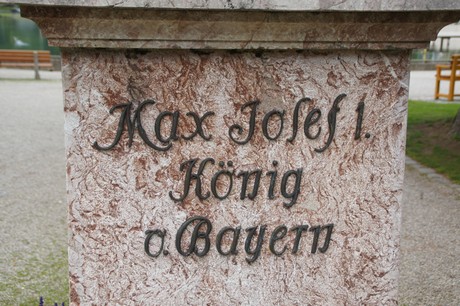 Max Josef I.
König
v. Bayern